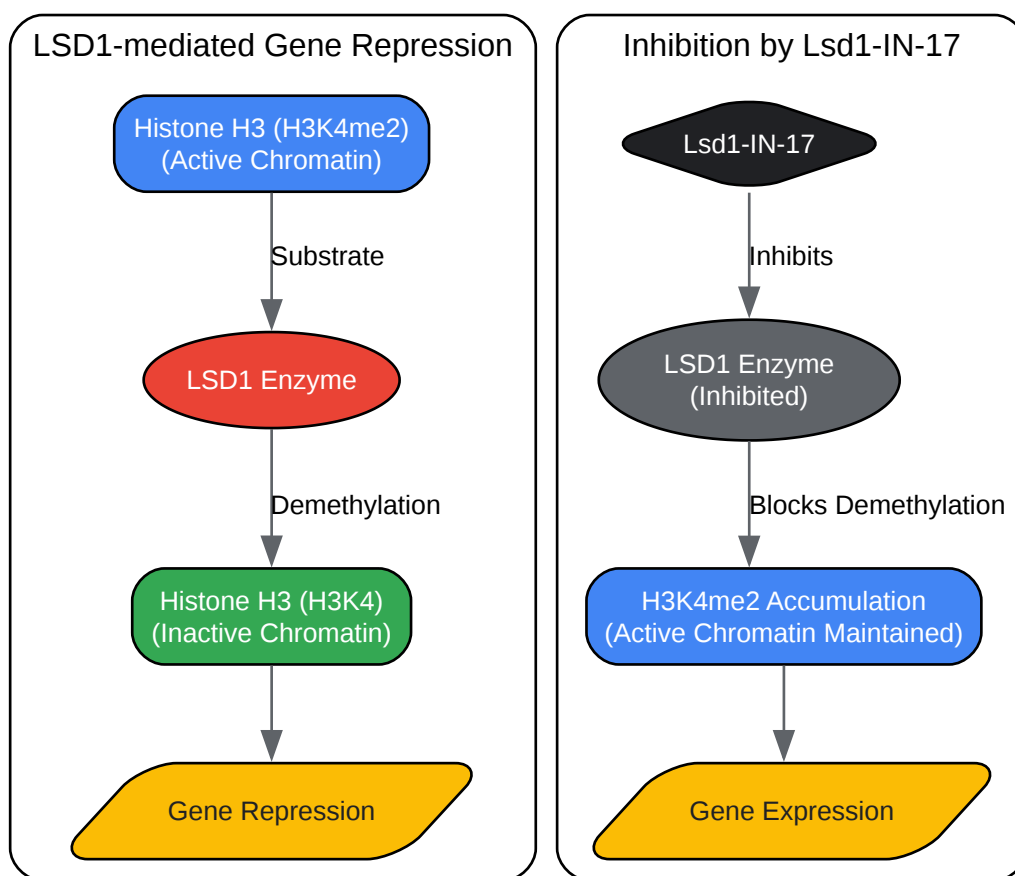 LSD1-mediated Gene Repression
Histone H3 (H3K4me2)
(Active Chromatin)
Substrate
LSD1 Enzyme
Demethylation
Histone H3 (H3K4)
(Inactive Chromatin)
Gene Repression
Inhibition by Lsd1-IN-17
Lsd1-IN-17
Inhibits
LSD1 Enzyme
(Inhibited)
Blocks Demethylation
H3K4me2 Accumulation
(Active Chromatin Maintained)
Gene Expression